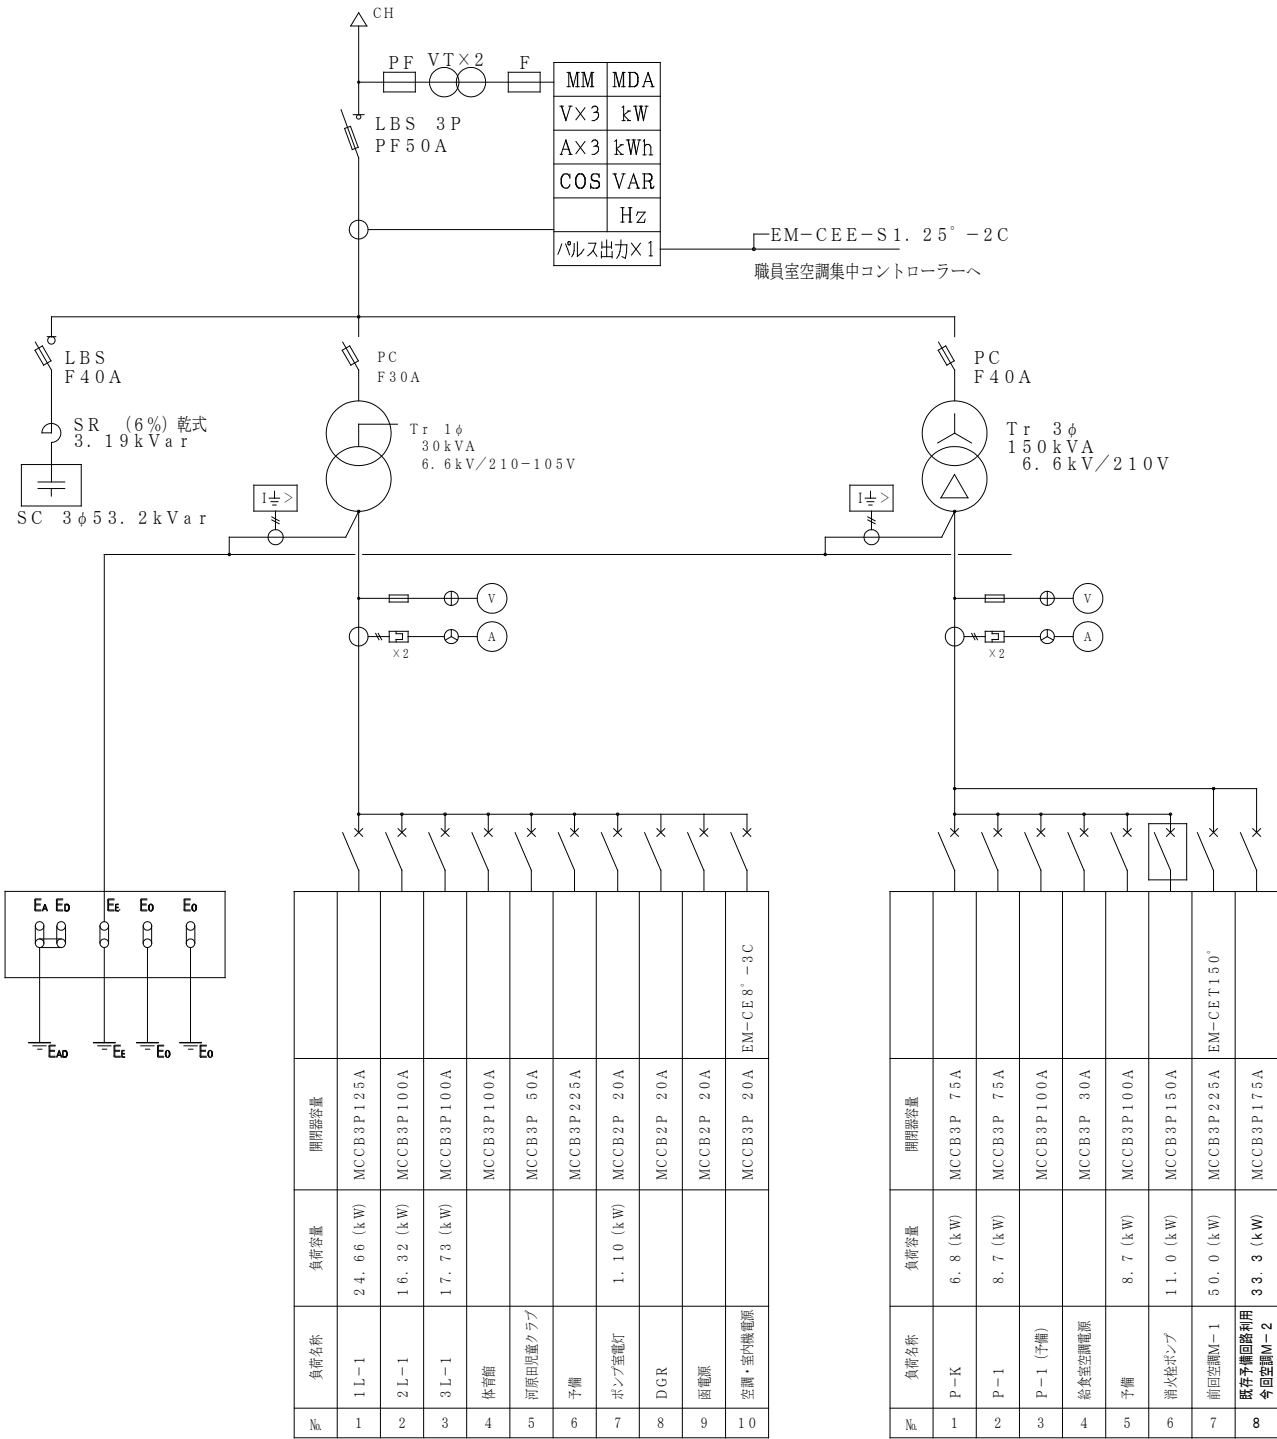 CH
PF VT×2 F
MM MDA
V×3 kW
A×3 kWh
COS VAR
Hz
パルス出力×1
LBS 3P
PF50A
EM-CEE-S1.25°-2C
職員室空調集中コントローラーへ
LBS
F40A
PC
F30A
PC
F40A
SR (6%) 乾式
3.19kVar
SC 3φ53.2kVar
Tr 1φ
30kVA
6.6kV/210-105V
Tr 3φ
150kVA
6.6kV/210V
I >
I >
V
A
×2
V
A
×2
EA ED EB ED ED
EAD EB ED ED
開閉器容量
負荷容量
負荷名称
No.
MCCB3P125A
24.66 (kW)
1L-1
1
MCCB3P100A
16.32 (kW)
2L-1
2
MCCB3P100A
17.73 (kW)
3L-1
3
MCCB3P100A
体育館
4
MCCB3P 50A
河原田児童クラブ
5
MCCB3P225A
予備
6
MCCB2P 20A
1.10 (kW)
ポンプ室電灯
7
MCCB2P 20A
DGR
8
MCCB2P 20A
函電源
9
EM-CE8°-3C
MCCB3P 20A
空調・室内機電源
10
開閉器容量
負荷容量
負荷名称
No.
MCCB3P 75A
6.8 (kW)
P-K
1
MCCB3P 75A
8.7 (kW)
P-1
2
MCCB3P100A
P-1 (予備)
3
MCCB3P 30A
給食室空調電源
4
MCCB3P100A
8.7 (kW)
予備
5
MCCB3P150A
11.0 (kW)
消火栓ポンプ
6
EM-CET150°
MCCB3P225A
50.0 (kW)
前回空調M-1
7
MCCB3P175A
33.3 (kW)
既存予備回路利用
今回空調M-2
8